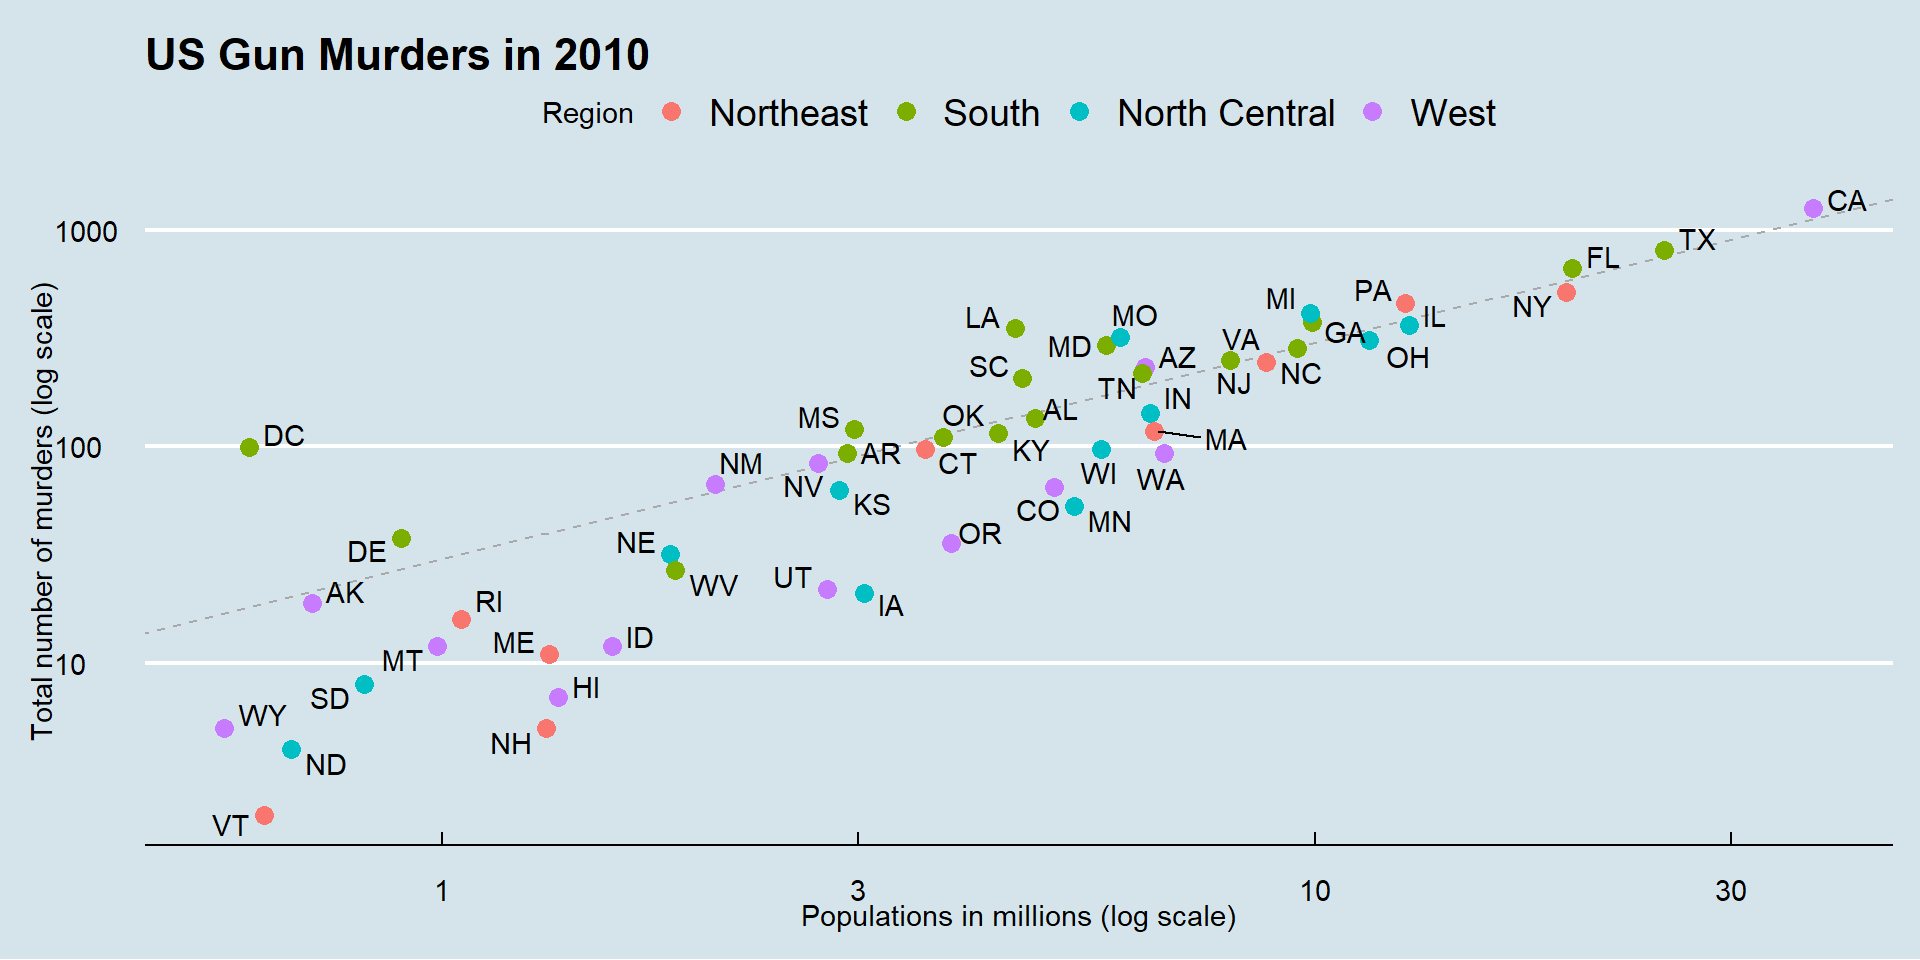 US Gun Murders in 2010
Region Northeast South North Central West
Total number of murders (log scale)
1000
100
10
CA
TX
FL
NY
PA
IL
MI
GA
OH
LA
MO
MD
VA
SC
AZ
NJ
NC
TN
IN
AL
OK
MS
DC
MA
KY
AR
CT
NM
WI
WA
NV
KS
CO
MN
OR
NE
DE
UT
WV
AK
RI
IA
ME
ID
MT
HI
SD
WY
NH
ND
VT
1 3 10 30
Populations in millions (log scale)